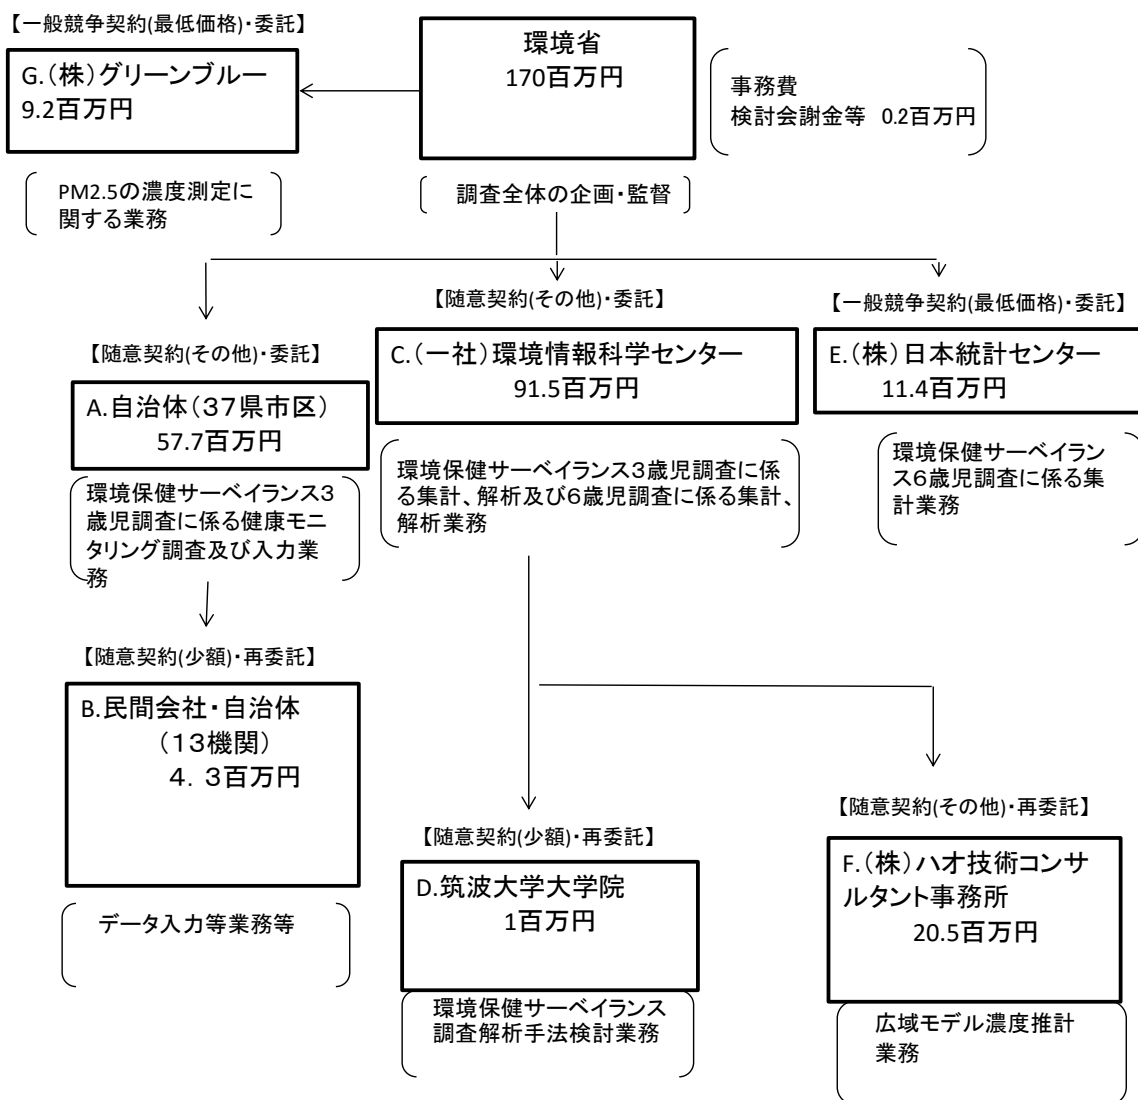 【一般競争契約(最低価格)・委託】
G.(株)グリーンブルー
9.2百万円
環境省
170百万円
事務費
検討会謝金等 0.2百万円
PM2.5の濃度測定に
関する業務
調査全体の企画・監督
【随意契約(その他)・委託】
A.自治体(37県市区)
57.7百万円
環境保健サーベイランス3
歳児調査に係る健康モニ
タリング調査及び入力業
務
【随意契約(その他)・委託】
C.(一社)環境情報科学センター
91.5百万円
環境保健サーベイランス3歳児調査に係
る集計、解析及び6歳児調査に係る集計、
解析業務
【一般競争契約(最低価格)・委託】
E.(株)日本統計センター
11.4百万円
環境保健サーベイラン
ス6歳児調査に係る集
計業務
【随意契約(少額)・再委託】
B.民間会社・自治体
(13機関)
4.3百万円
データ入力等業務等
【随意契約(少額)・再委託】
D.筑波大学大学院
1百万円
環境保健サーベイランス
調査解析手法検討業務
【随意契約(その他)・再委託】
F.(株)ハオ技術コンサ
ルタント事務所
20.5百万円
広域モデル濃度推計
業務